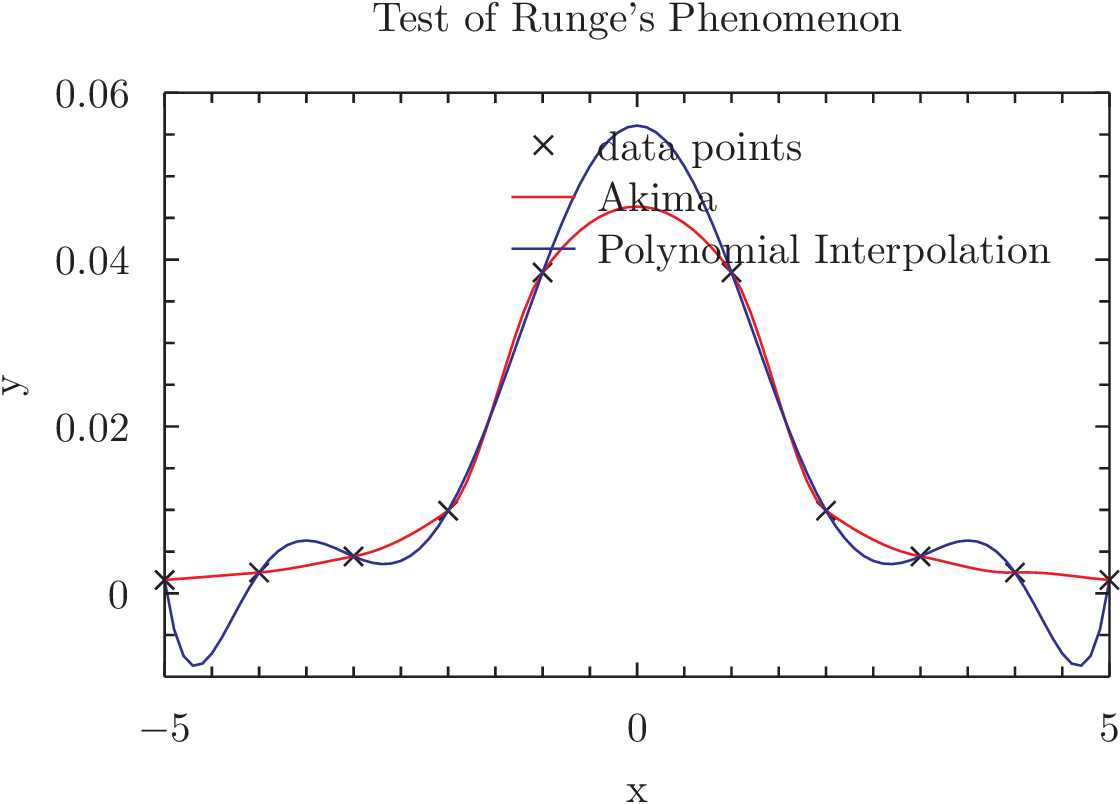 Test of Runge's Phenomenon
0.06
data points
Akima
Polynomial Interpolation
0.04
y
0.02
0
−5 0 5
x